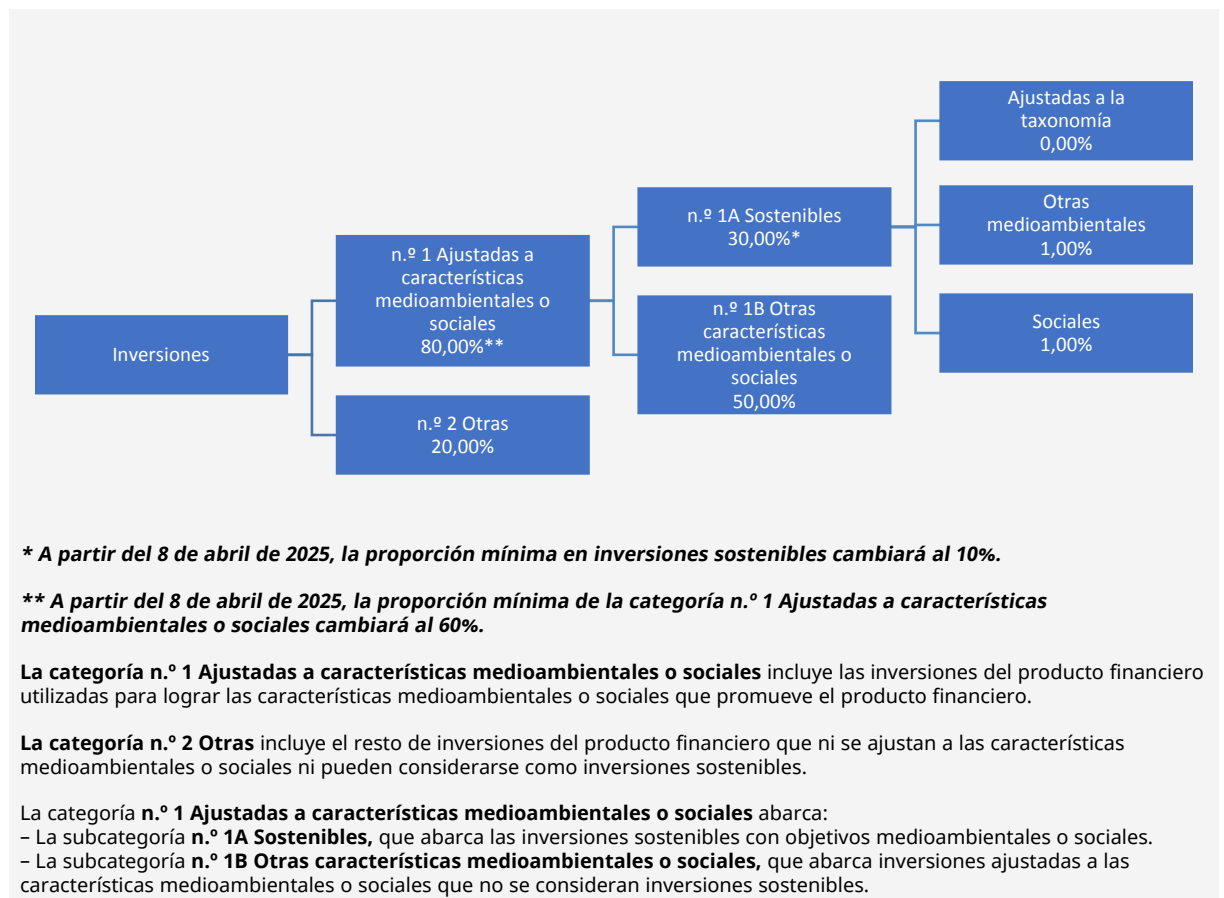 Inversiones
n.º 1 Ajustadas a
características
medioambientales o
sociales
80,00%**
n.º 2 Otras
20,00%
n.º 1A Sostenibles
30,00%*
n.º 1B Otras
características
medioambientales o
sociales
50,00%
Ajustadas a la
taxonomía
0,00%
Otras
medioambientales
1,00%
Sociales
1,00%
* A partir del 8 de abril de 2025, la proporción mínima en inversiones sostenibles cambiará al 10%.
** A partir del 8 de abril de 2025, la proporción mínima de la categoría n.º 1 Ajustadas a características
medioambientales o sociales cambiará al 60%.
La categoría n.º 1 Ajustadas a características medioambientales o sociales incluye las inversiones del producto financiero
utilizadas para lograr las características medioambientales o sociales que promueve el producto financiero.
La categoría n.º 2 Otras incluye el resto de inversiones del producto financiero que ni se ajustan a las características
medioambientales o sociales ni pueden considerarse como inversiones sostenibles.
La categoría n.º 1 Ajustadas a características medioambientales o sociales abarca:
– La subcategoría n.º 1A Sostenibles, que abarca las inversiones sostenibles con objetivos medioambientales o sociales.
– La subcategoría n.º 1B Otras características medioambientales o sociales, que abarca inversiones ajustadas a las
características medioambientales o sociales que no se consideran inversiones sostenibles.